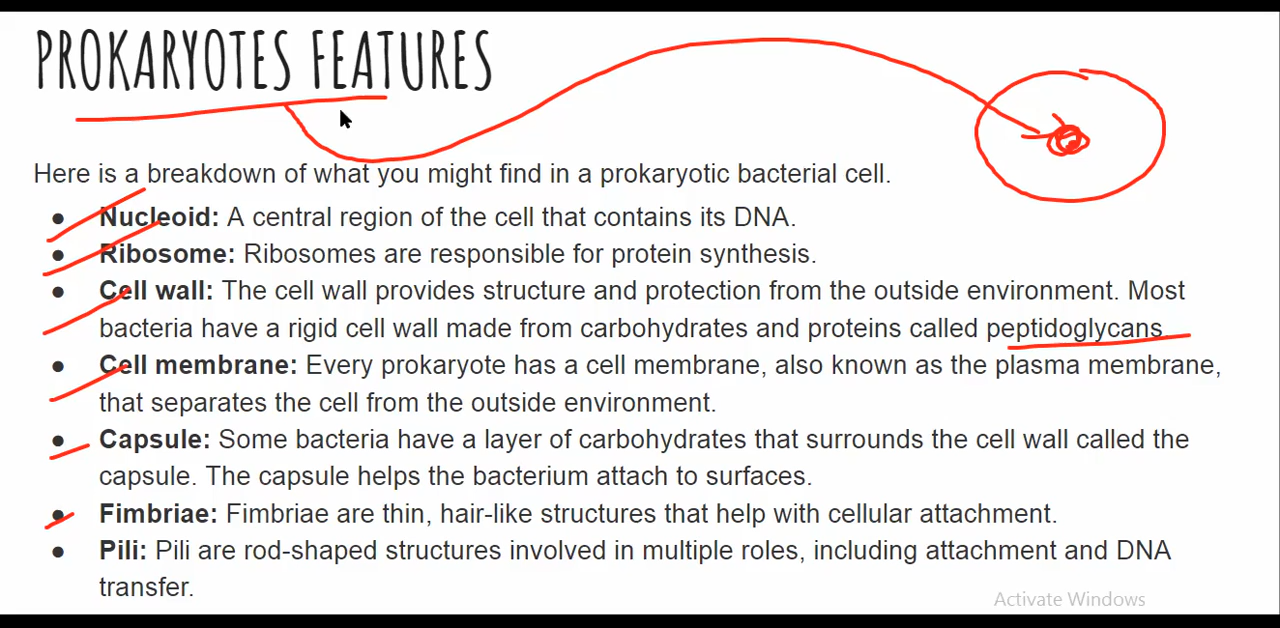 PROKARYOTES FEATURES
Here is a breakdown of what you might find in a prokaryotic bacterial cell.
● Nucleoid: A central region of the cell that contains its DNA.
● Ribosome: Ribosomes are responsible for protein synthesis.
● Cell wall: The cell wall provides structure and protection from the outside environment. Most
bacteria have a rigid cell wall made from carbohydrates and proteins called peptidoglycans.
● Cell membrane: Every prokaryote has a cell membrane, also known as the plasma membrane,
that separates the cell from the outside environment.
● Capsule: Some bacteria have a layer of carbohydrates that surrounds the cell wall called the
capsule. The capsule helps the bacterium attach to surfaces.
● Fimbriae: Fimbriae are thin, hair-like structures that help with cellular attachment.
● Pili: Pili are rod-shaped structures involved in multiple roles, including attachment and DNA
transfer.
Activate Windows